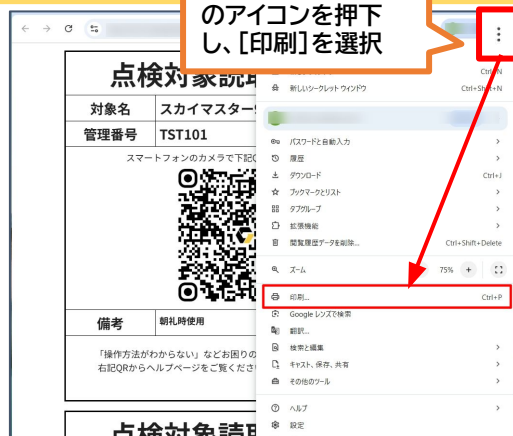 のアイコンを押下
し、[印刷]を選択
点検対象読取
対象名
スカイマスター
管理番号
TST101
スマートフォンのカメラで下記
備考
朝礼時使用
「操作方法がわからない」などお困りの
右記QRからヘルプページをご覧くださ
点検対象読取
Ctrl+N
新しいシークレット ウィンドウ
Ctrl+Shift+N
パスワードと自動入力
履歴
ダウンロード
Ctrl+J
ブックマークとリスト
タブグループ
拡張機能
閲覧履歴データを削除...
Ctrl+Shift+Delete
ズーム
75% +
印刷...
Ctrl+P
Google レンズで検索
翻訳...
検索と編集
キャスト、保存、共有
その他のツール
ヘルプ
設定